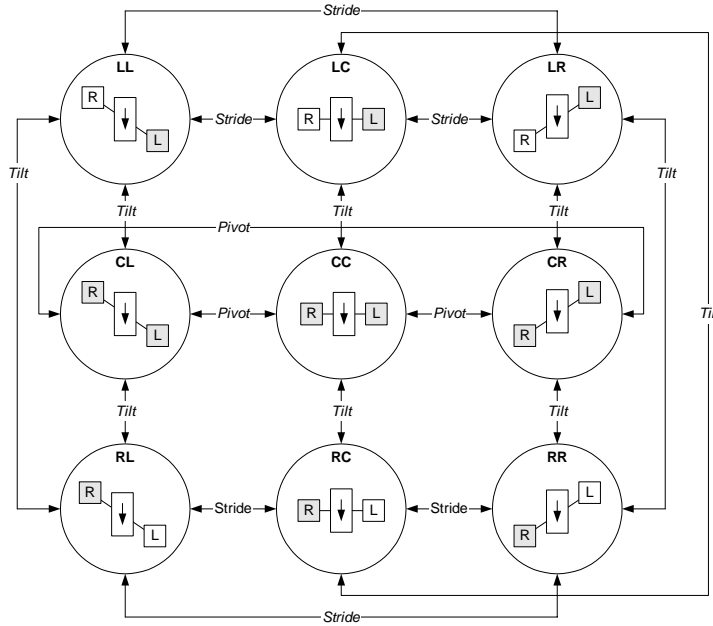 Stride
LL LC LR
R L R L L R
Stride Stride
Tilt Tilt
Tilt Tilt Tilt
Pivot
CL CC CR
R L R L L R
Pivot Pivot
Til
Tilt Tilt Tilt
RL RC RR
R L R L L R
Stride Stride
Stride